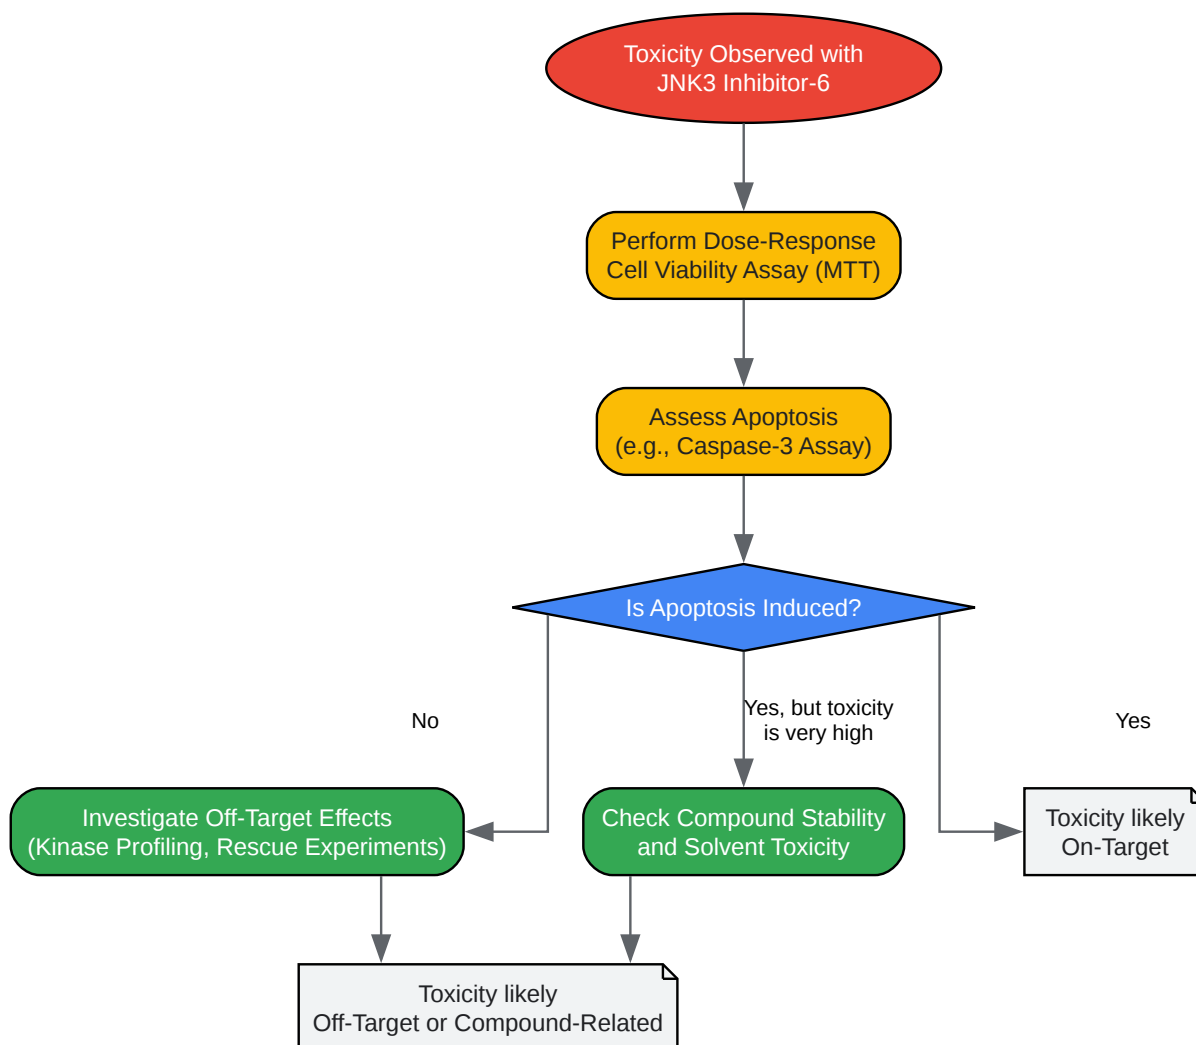 Toxicity Observed with
JNK3 Inhibitor-6
Perform Dose-Response
Cell Viability Assay (MTT)
Assess Apoptosis
(e.g., Caspase-3 Assay)
Is Apoptosis Induced?
No
Yes, but toxicity
is very high
Yes
Investigate Off-Target Effects
(Kinase Profiling, Rescue Experiments)
Check Compound Stability
and Solvent Toxicity
Toxicity likely
On-Target
Toxicity likely
Off-Target or Compound-Related